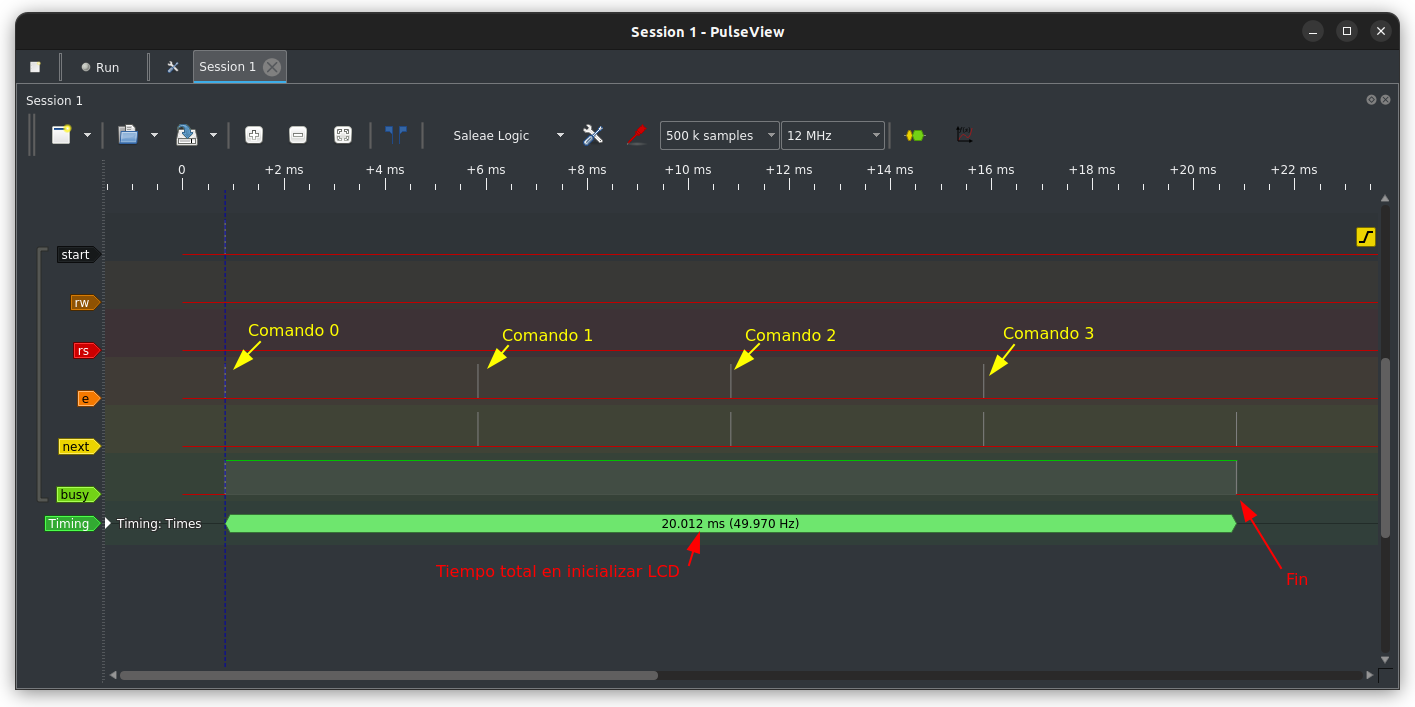 Session 1 - PulseView
Run
Session 1
Session 1
Saleae Logic
500 k samples
12 MHz
0 +2 ms +4 ms +6 ms +8 ms +10 ms +12 ms +14 ms +16 ms +18 ms +20 ms +22 ms
start
rw
Comando 0 Comando 1 Comando 2 Comando 3
rs
e
next
busy
Timing Timing: Times 20.012 ms (49.970 Hz)
Tiempo total en inicializar LCD
Fin